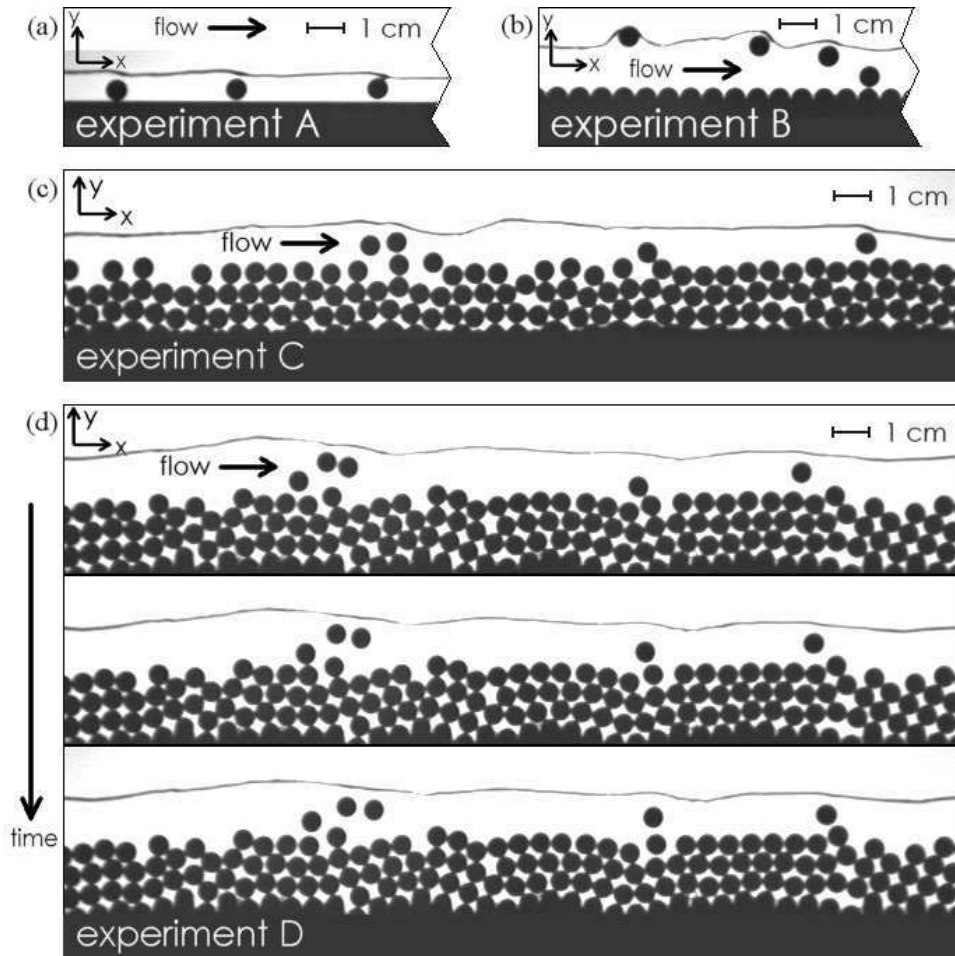 (a)
y
x
flow
1 cm
experiment A
(b)
y
x
flow
1 cm
experiment B
(c)
y
x
flow
1 cm
experiment C
(d)
y
x
flow
1 cm
time
experiment D